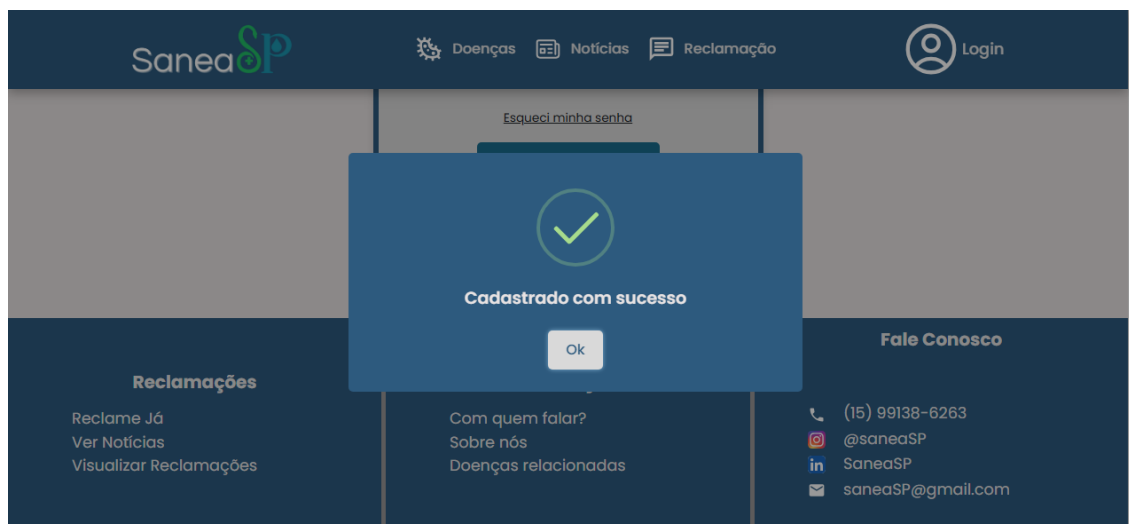 SaneaSP
Doenças
Notícias
Reclamação
Login
Esqueci minha senha
Cadastrado com sucesso
Ok
Reclamações
Reclame Já
Ver Notícias
Visualizar Reclamações
Com quem falar?
Sobre nós
Doenças relacionadas
Fale Conosco
(15) 99138-6263
@saneaSP
in SaneaSP
saneaSP@gmail.com